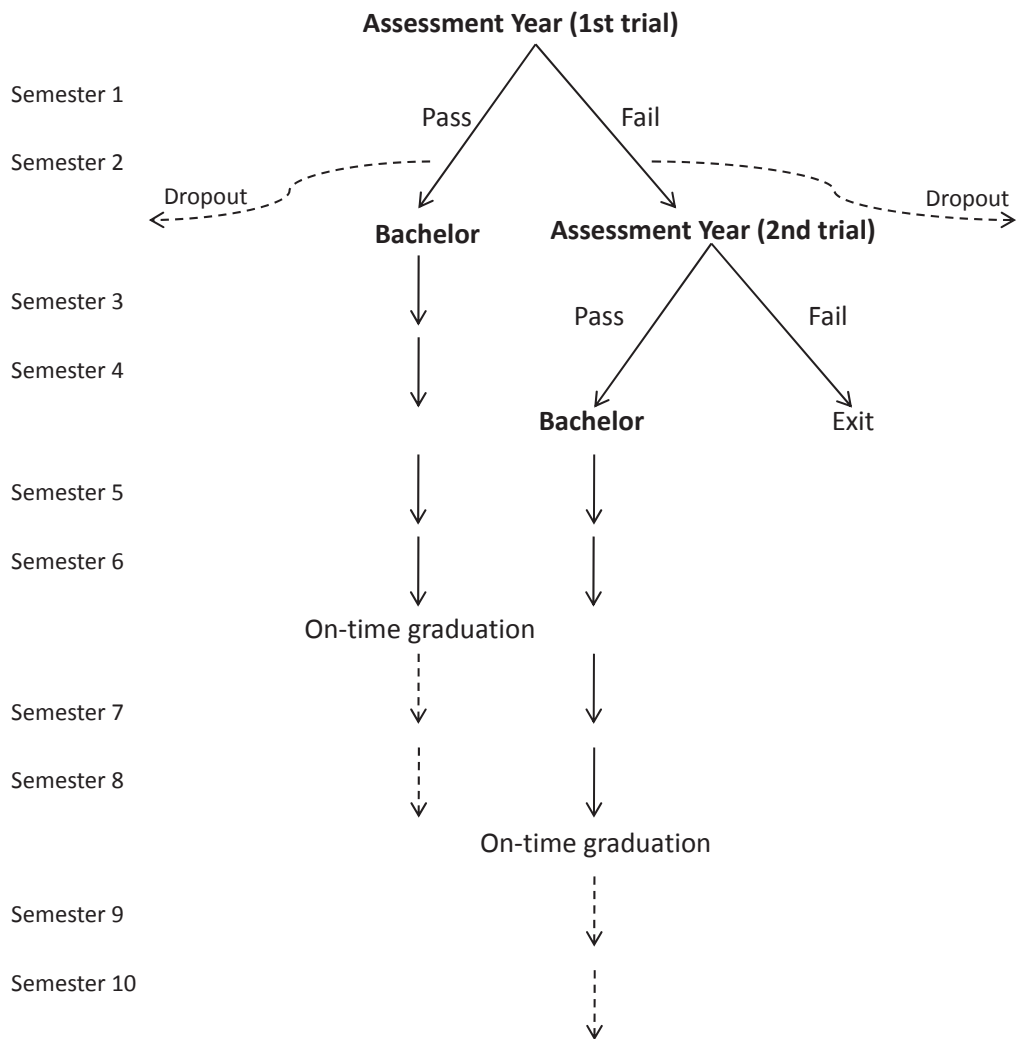 Assessment Year (1st trial)
Semester 1
Pass
Fail
Semester 2
Dropout
Dropout
Bachelor
Assessment Year (2nd trial)
Semester 3
Pass
Fail
Semester 4
Bachelor
Exit
Semester 5
Semester 6
On-time graduation
Semester 7
Semester 8
On-time graduation
Semester 9
Semester 10